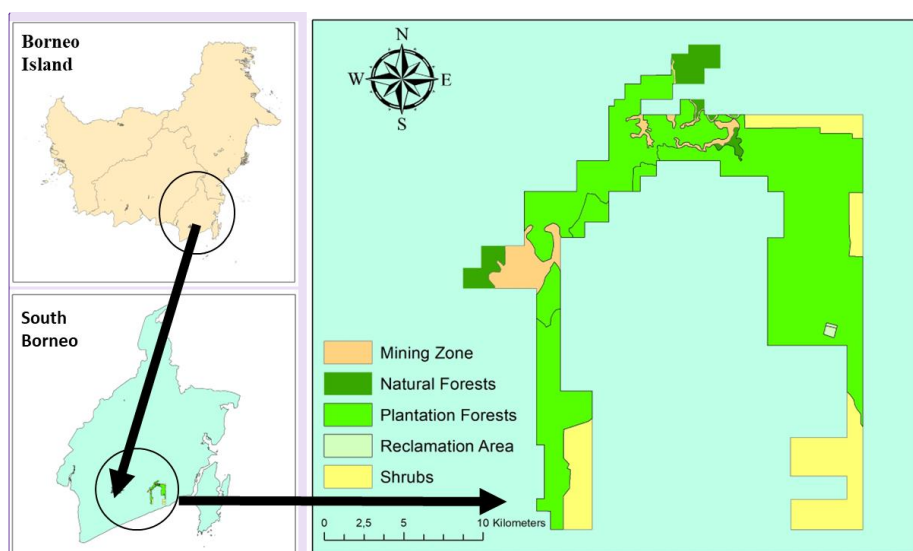 Borneo
Island
South
Borneo
N
W E
S
Mining Zone
Natural Forests
Plantation Forests
Reclamation Area
Shrubs
0 2,5 5 10 Kilometers